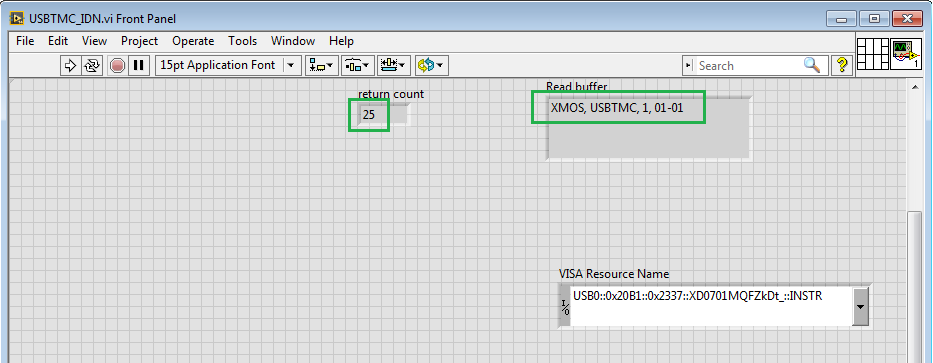 USBTMC_IDN.vi Front Panel
File Edit View Project Operate Tools Window Help
15pt Application Font Search ? 1
return count
25
Read buffer
XMOS, USBTMC, 1, 01-01
VISA Resource Name
I/O USB0::0x20B1::0x2337::XD0701MQFZkDt_::INSTR